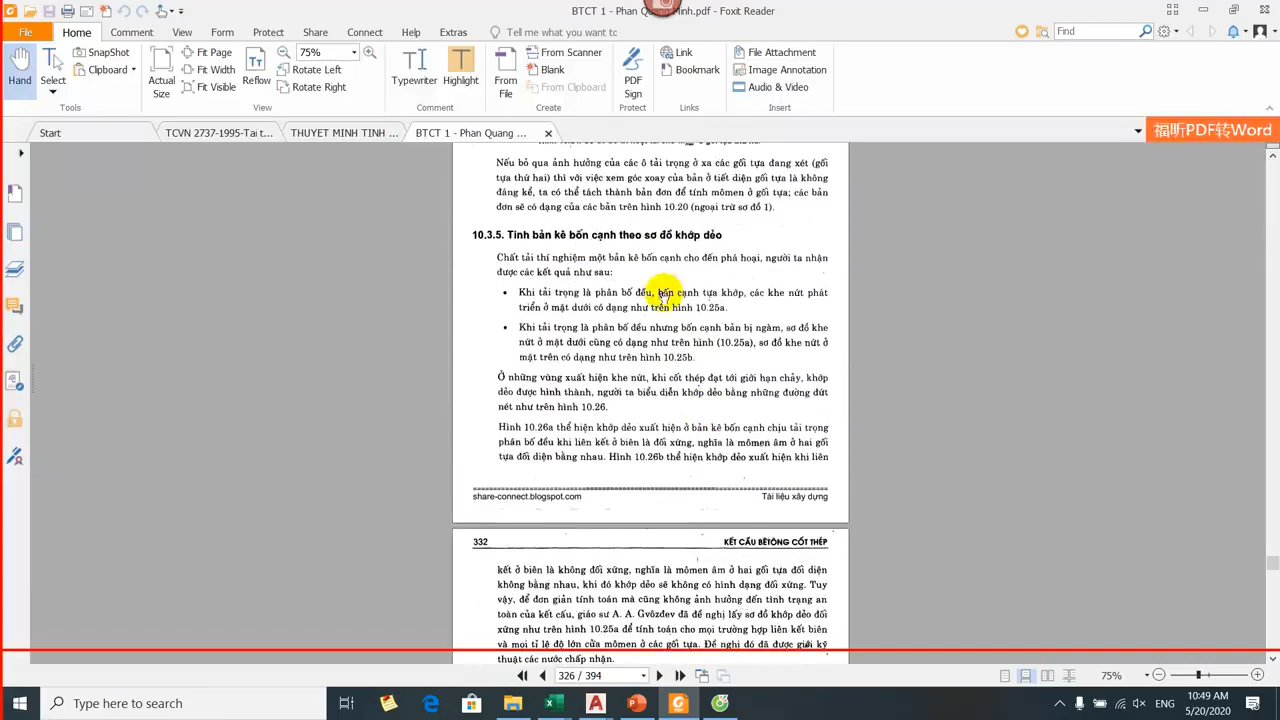 BTCT 1 - Phan Quang Minh.pdf - Foxit Reader
File Home Comment View Form Protect Share Connect Help Extras Tell me what you want to Find
Hand
Select
SnapShot
Clipboard
Tools
Actual Size
Fit Page
Fit Width
Fit Visible
Reflow
75%
Rotate Left
Rotate Right
View
Typewriter
Highlight
Comment
From File
From Scanner
Blank
From Clipboard
Create
PDF Sign
Protect
Link
Bookmark
Links
File Attachment
Image Annotation
Audio & Video
Insert
Start
TCVN 2737-1995-Tai t...
THUYET MINH TINH ...
BTCT 1 - Phan Quang ...
福昕PDF转Word
Nếu bỏ qua ảnh hưởng của các ô tải trọng ở xa các gối tựa đang xét (gối
tựa thứ hai) thì với việc xem góc xoay của bản ở tiết diện gối tựa là không
đáng kể, ta có thể tách thành bản đơn để tính mômen ở gối tựa; các bản
đơn sẽ có dạng của các bản trên hình 10.20 (ngoại trừ sơ đồ 1).
10.3.5. Tính bản kê bốn cạnh theo sơ đồ khớp dẻo
Chất tải thí nghiệm một bản kê bốn cạnh cho đến phá hoại, người ta nhận
được các kết quả như sau:
• Khi tải trọng là phân bố đều, bốn cạnh tựa khớp, các khe nứt phát
triển ở mặt dưới có dạng như trên hình 10.25a.
• Khi tải trọng là phân bố đều nhưng bốn cạnh bản bị ngàm, sơ đồ khe
nứt ở mặt dưới cũng có dạng như trên hình (10.25a), sơ đồ khe nứt ở
mặt trên có dạng như trên hình 10.25b.
Ở những vùng xuất hiện khe nứt, khi cốt thép đạt tới giới hạn chảy, khớp
dẻo được hình thành, người ta biểu diễn khớp dẻo bằng những đường đứt
nét như trên hình 10.26.
Hình 10.26a thể hiện khớp dẻo xuất hiện ở bản kê bốn cạnh chịu tải trọng
phân bố đều khi liên kết ở biên là đối xứng, nghĩa là mômen âm ở hai gối
tựa đối diện bằng nhau. Hình 10.26b thể hiện khớp dẻo xuất hiện khi liên
share-connect.blogspot.com Tài liệu xây dựng
332 KẾT CẤU BÊTÔNG CỐT THÉP
kết ở biên là không đối xứng, nghĩa là mômen âm ở hai gối tựa đối diện
không bằng nhau, khi đó khớp dẻo sẽ không có hình dạng đối xứng. Tuy
vậy, để đơn giản tính toán mà cũng không ảnh hưởng đến tình trạng an
toàn của kết cấu, giáo sư A. A. Gvôzđev đã đề nghị lấy sơ đồ khớp dẻo đối
xứng như trên hình 10.25a để tính toán cho mọi trường hợp liên kết biên
và mọi tỉ lệ độ lớn cửa mômen ở các gối tựa. Đề nghị đó đã được giới kỹ
thuật các nước chấp nhận.
326 / 394
75%
Type here to search
ENG
10:49 AM
5/20/2020